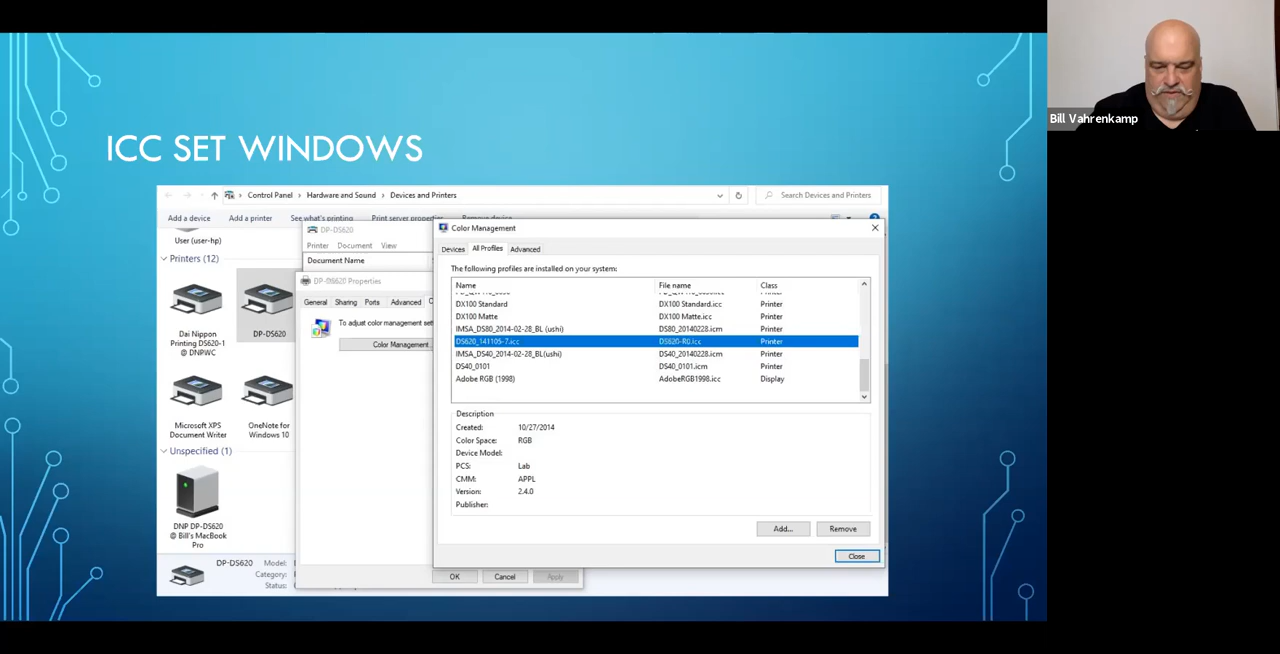 Bill Vahrenkamp
ICC SET WINDOWS
Control Panel > Hardware and Sound > Devices and Printers
Search Devices and Printers
Add a device Add a printer See what's printing Print server properties Remove device
User (user-hp)
Printers (12)
Dai Nippon
Printing DS620-1
@ DNPWC
DP-DS620
Microsoft XPS
Document Writer
OneNote for
Windows 10
Unspecified (1)
DNP DP-DS620
@ Bill's MacBook
Pro
DP-DS620 Model:
Category:
Status:
DP-DS620
Printer Document View
Document Name
DP-DS620 Properties
General Sharing Ports Advanced
To adjust color management
Color Management...
OK Cancel Apply
Color Management
Devices All Profiles Advanced
The following profiles are installed on your system:
Name File name Class
DX100 Standard DX100 Standard.icc Printer
DX100 Matte DX100 Matte.icc Printer
IMSA_DS80_2014-02-28_BL (ushi) DS80_20140228.icm Printer
DS620_141105-7.icc DS620-R0.icc Printer
IMSA_DS40_2014-02-28_BL(ushi) DS40_20140228.icm Printer
DS40_0101 DS40_0101.icm Printer
Adobe RGB (1998) AdobeRGB1998.icc Display
Description
Created: 10/27/2014
Color Space: RGB
Device Model:
PCS: Lab
CMM: APPL
Version: 2.4.0
Publisher:
Add... Remove
Close